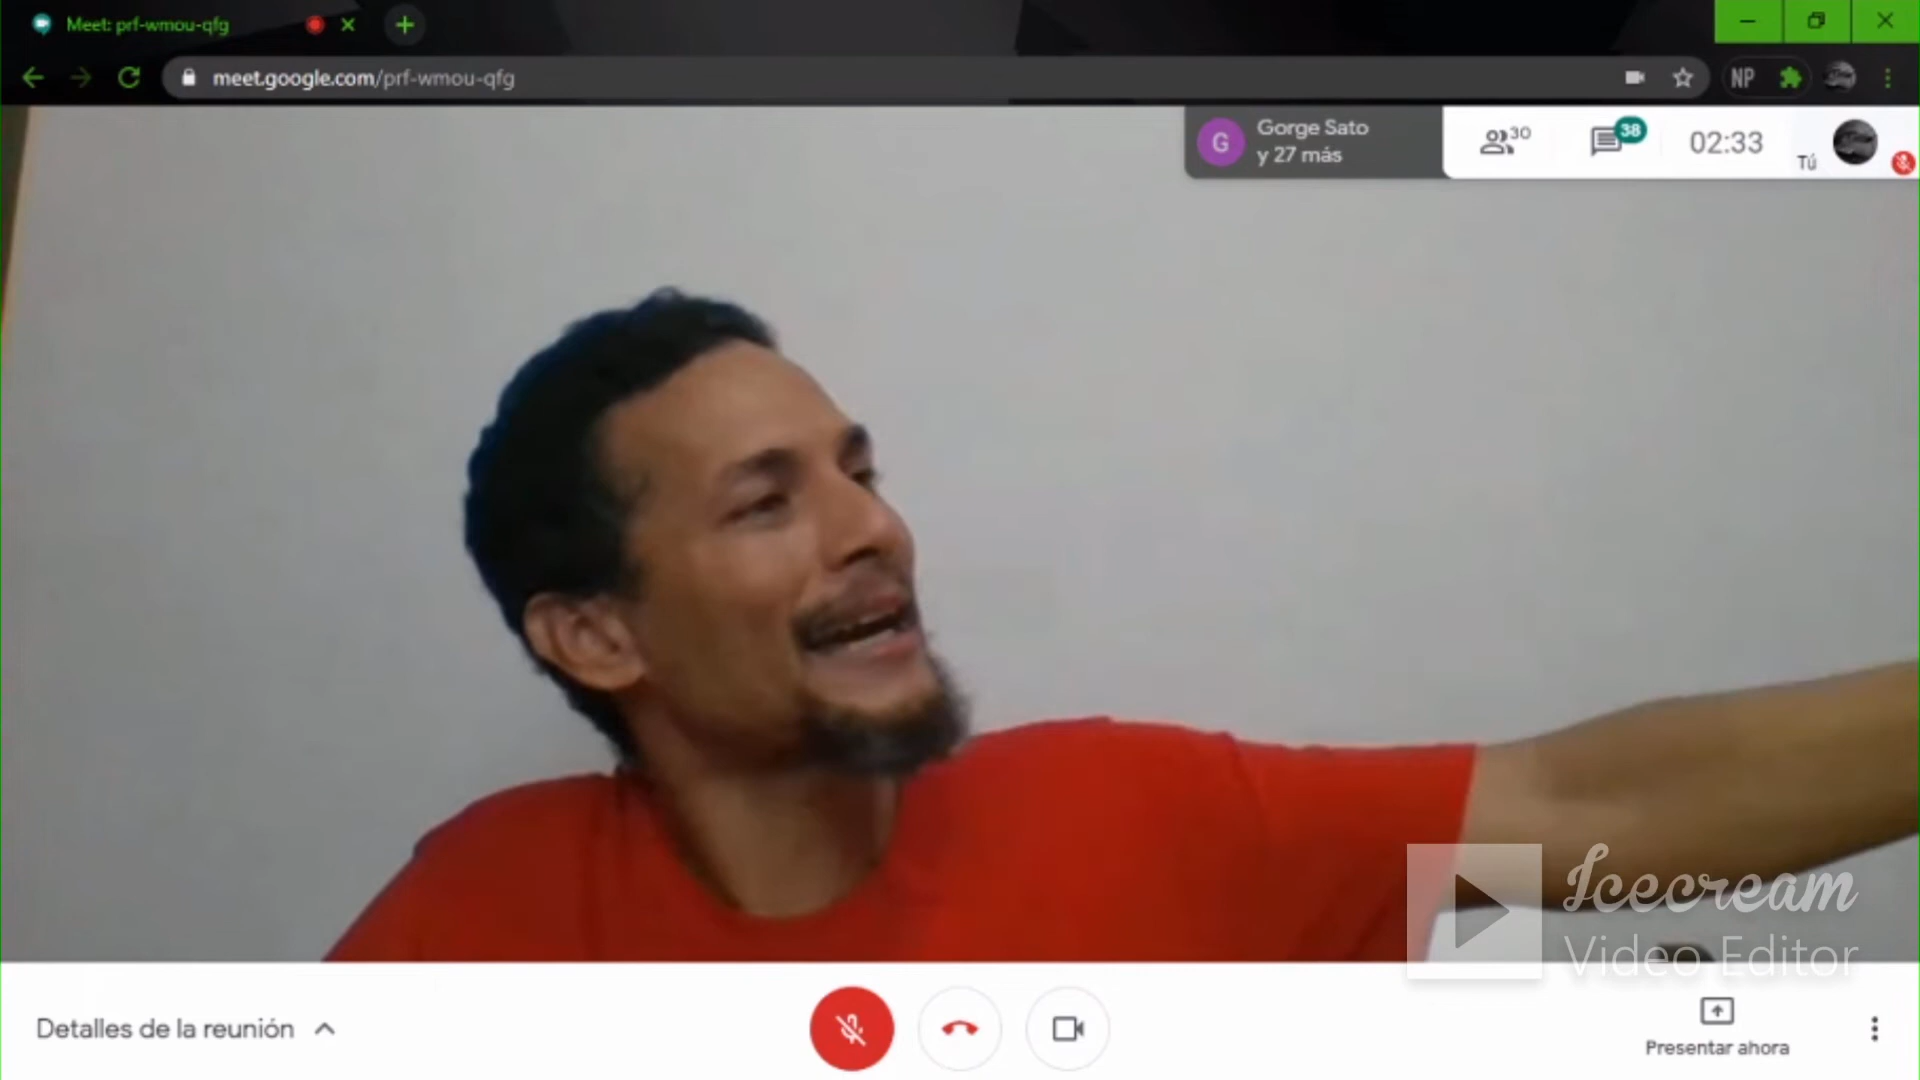 Meet: prf-wmou-qfg
meet.google.com/prf-wmou-qfg
NP
G
Gorge Sato
y 27 más
30
38
02:33
Tú
Icecream
Video Editor
Detalles de la reunión
Presentar ahora